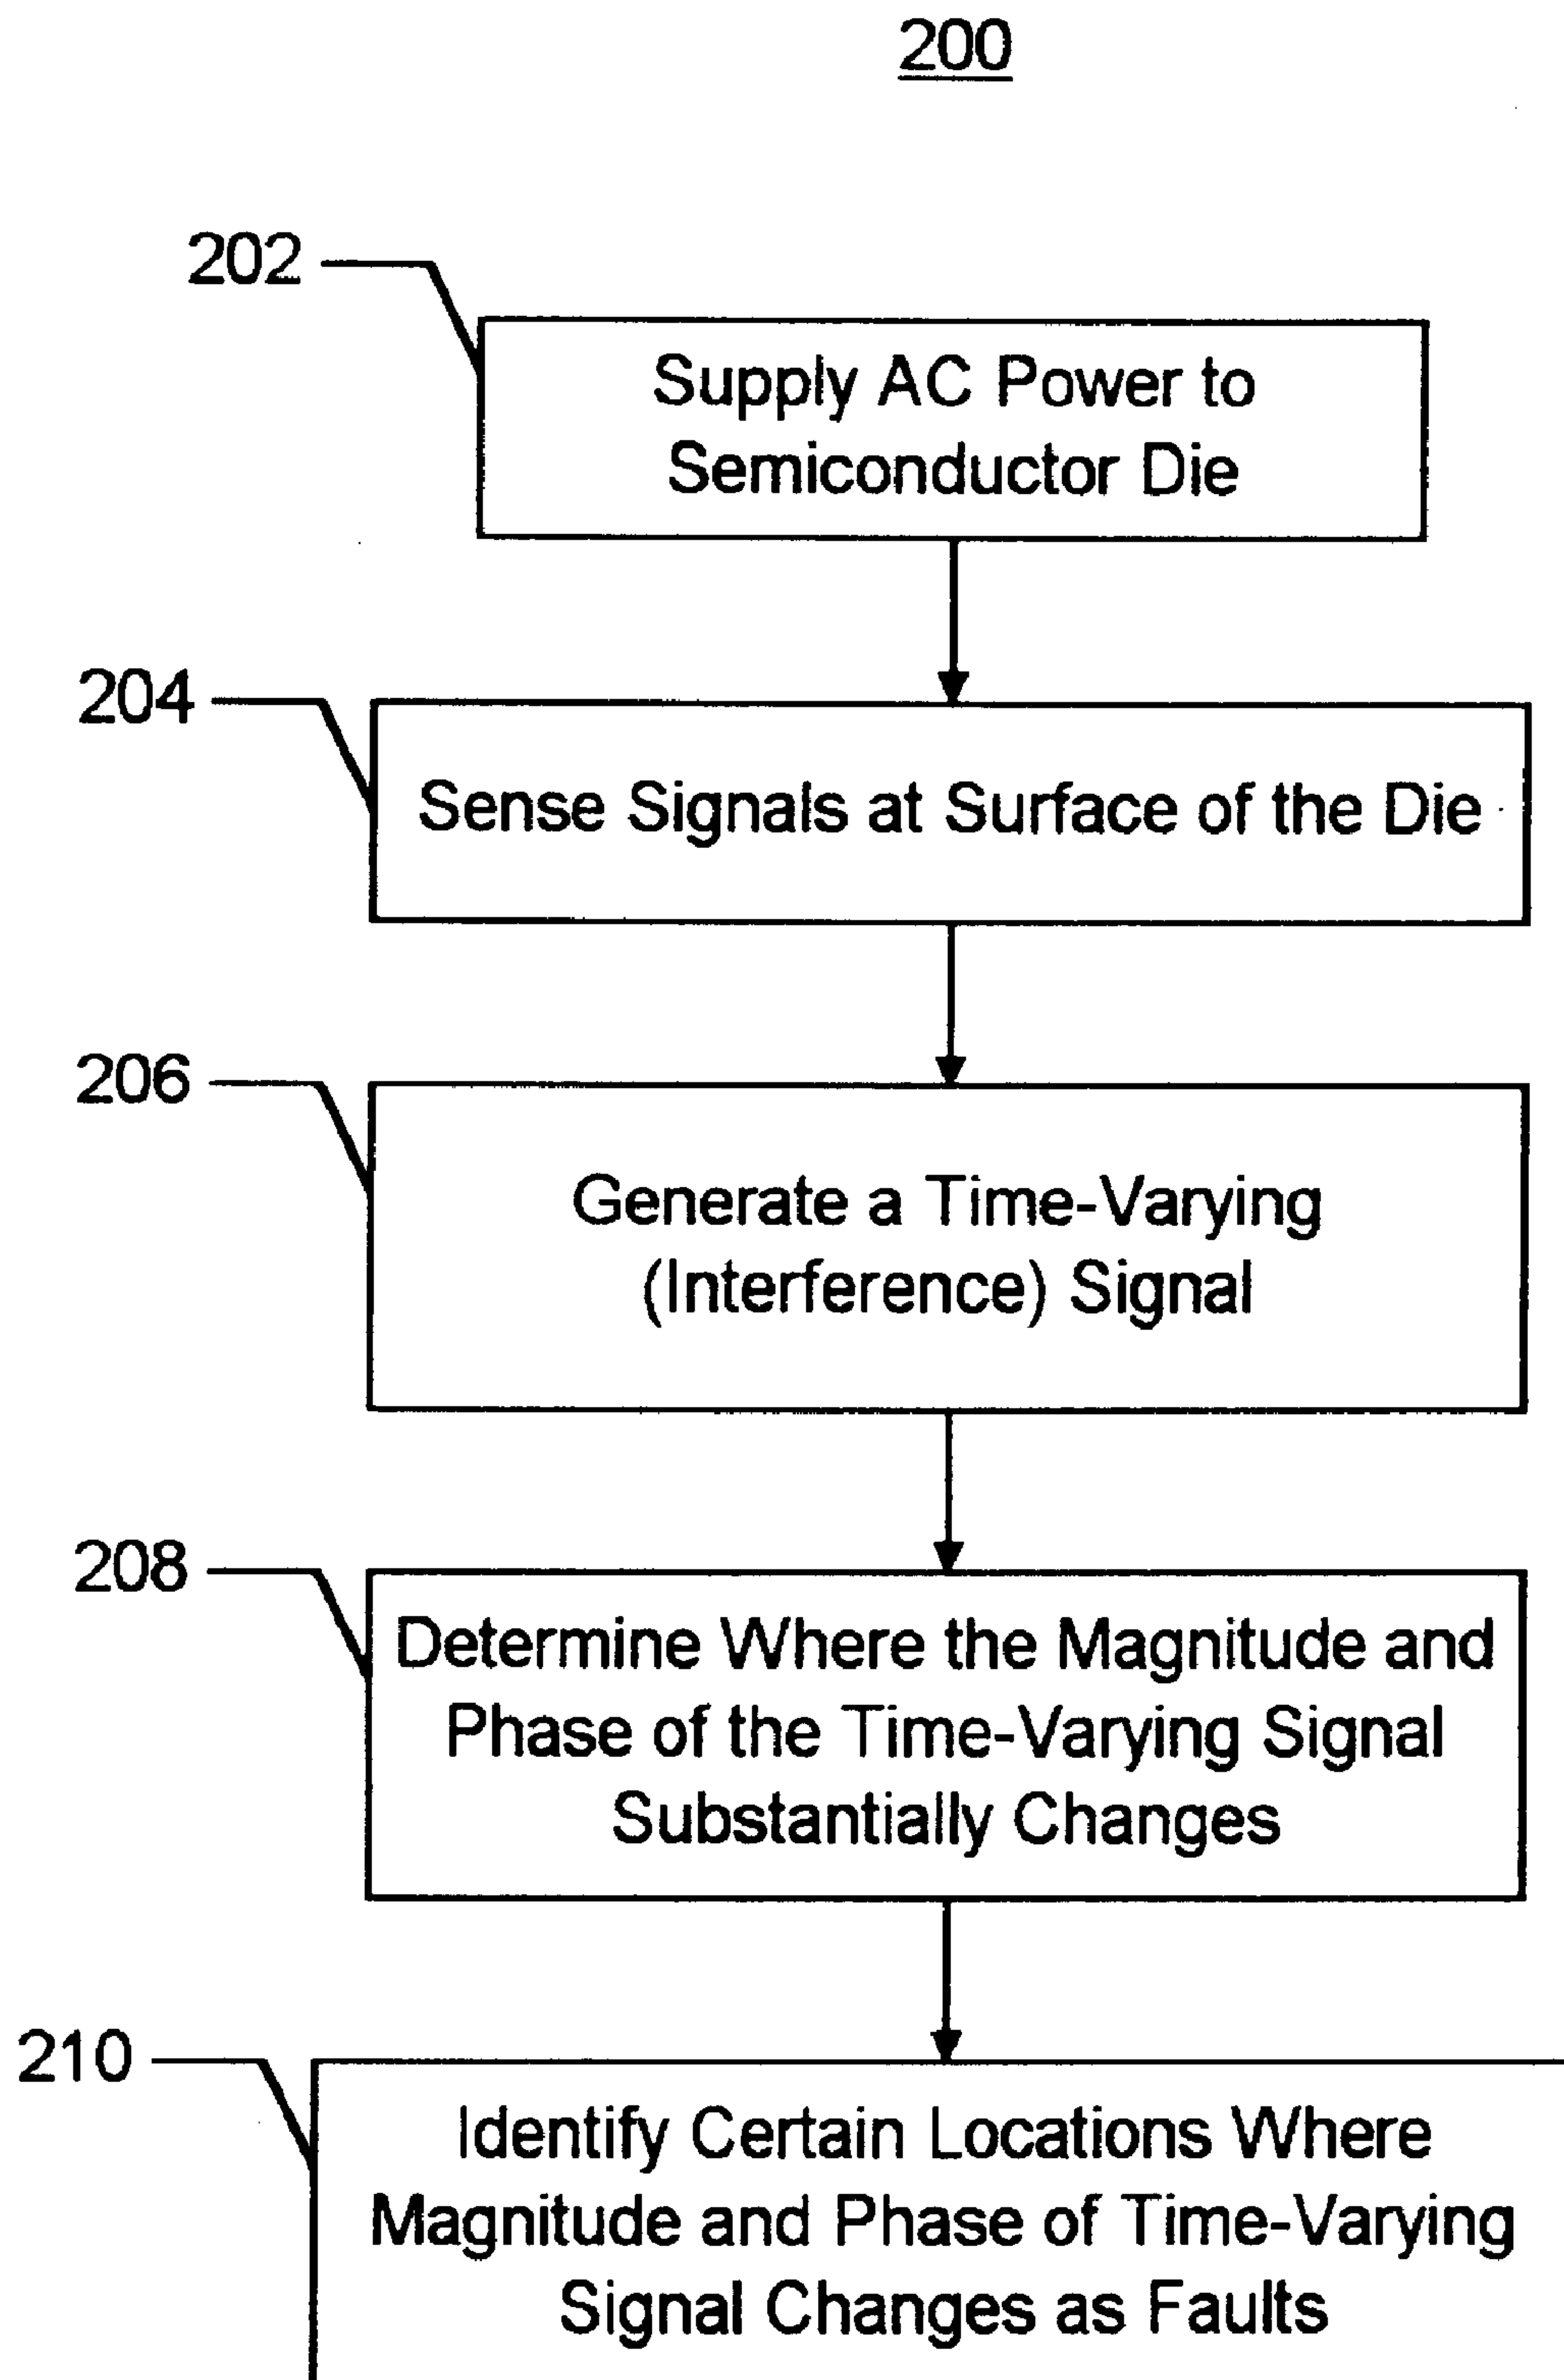 200
202
Supply AC Power to
Semiconductor Die
204
Sense Signals at Surface of the Die
206
Generate a Time-Varying
(Interference) Signal
208
Determine Where the Magnitude and
Phase of the Time-Varying Signal
Substantially Changes
210
Identify Certain Locations Where
Magnitude and Phase of Time-Varying
Signal Changes as Faults